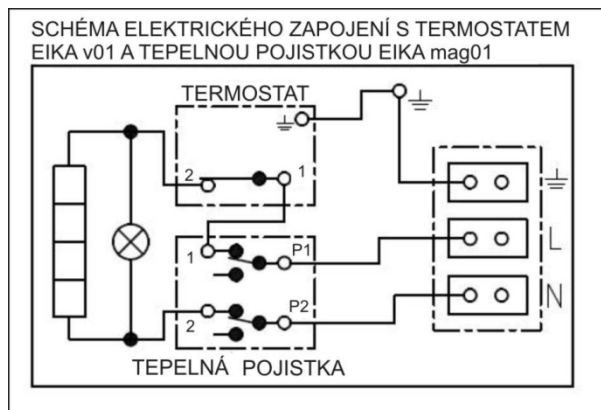 SCHÉMA ELEKTRICKÉHO ZAPOJENÍ S TERMOSTATEM
EIKA v01 A TEPELNOU POJISTKOU EIKA mag01
TERMOSTAT
2
1
1
P1
L
2
P2
N
TEPELNÁ POJISTKA